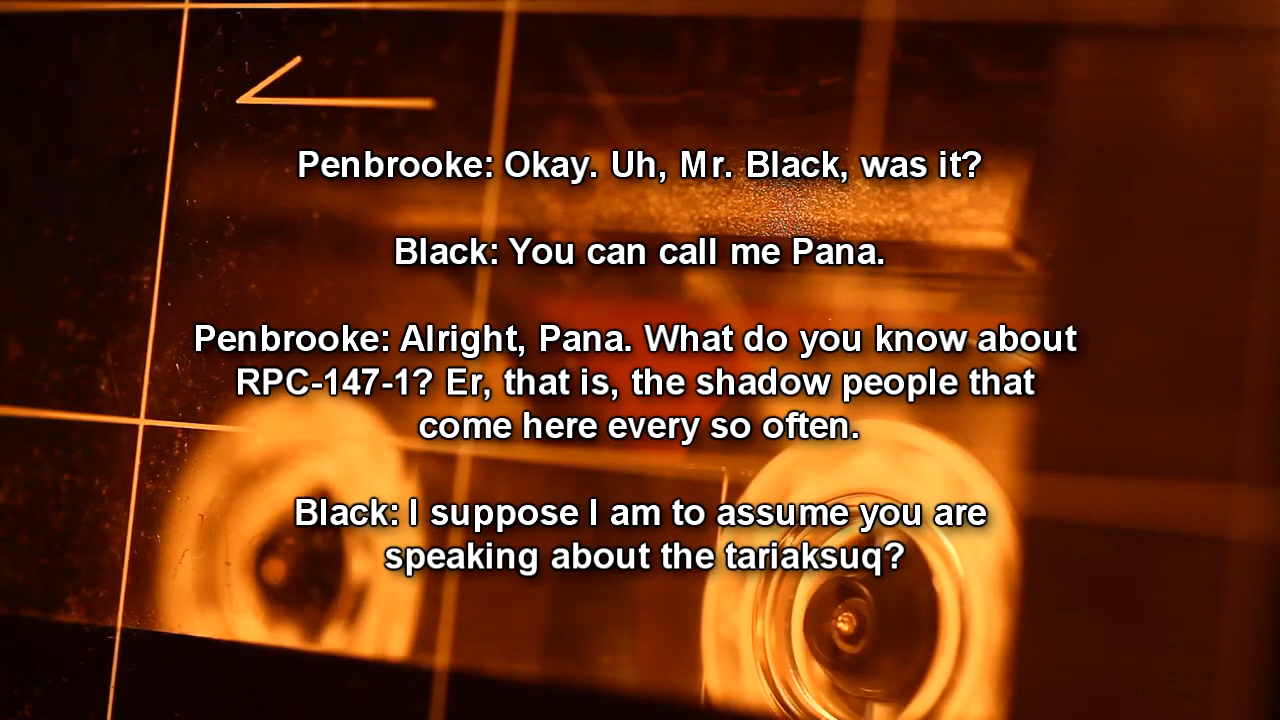 Penbrooke: Okay. Uh, Mr. Black, was it?
Black: You can call me Pana.
Penbrooke: Alright, Pana. What do you know about
RPC-147-1? Er, that is, the shadow people that
come here every so often.
Black: I suppose I am to assume you are
speaking about the tariaksuq?